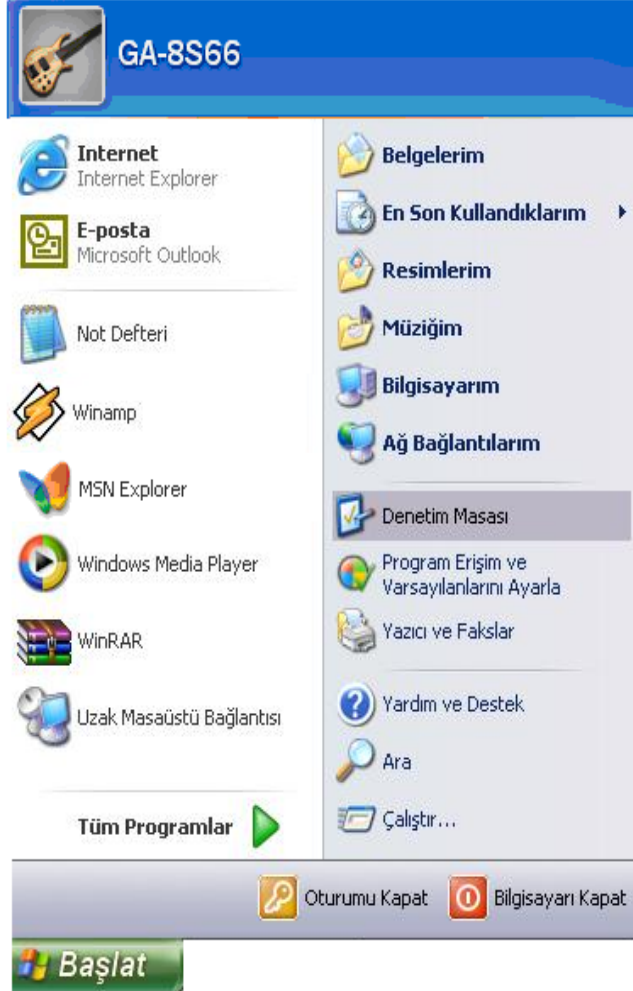 GA-8S66
Internet
Internet Explorer
E-posta
Microsoft Outlook
Not Defteri
Winamp
MSN Explorer
Windows Media Player
WinRAR
Uzak Masaüstü Bağlantısı
Tüm Programlar
Belgelerim
En Son Kullandıklarım
Resimlerim
Müziğim
Bilgisayarım
Ağ Bağlantılarım
Denetim Masası
Program Erişim ve
Varsayılanlarını Ayarla
Yazıcı ve Fakslar
Yardım ve Destek
Ara
Çalıştır...
Oturumu Kapat
Bilgisayarı Kapat
Başlat